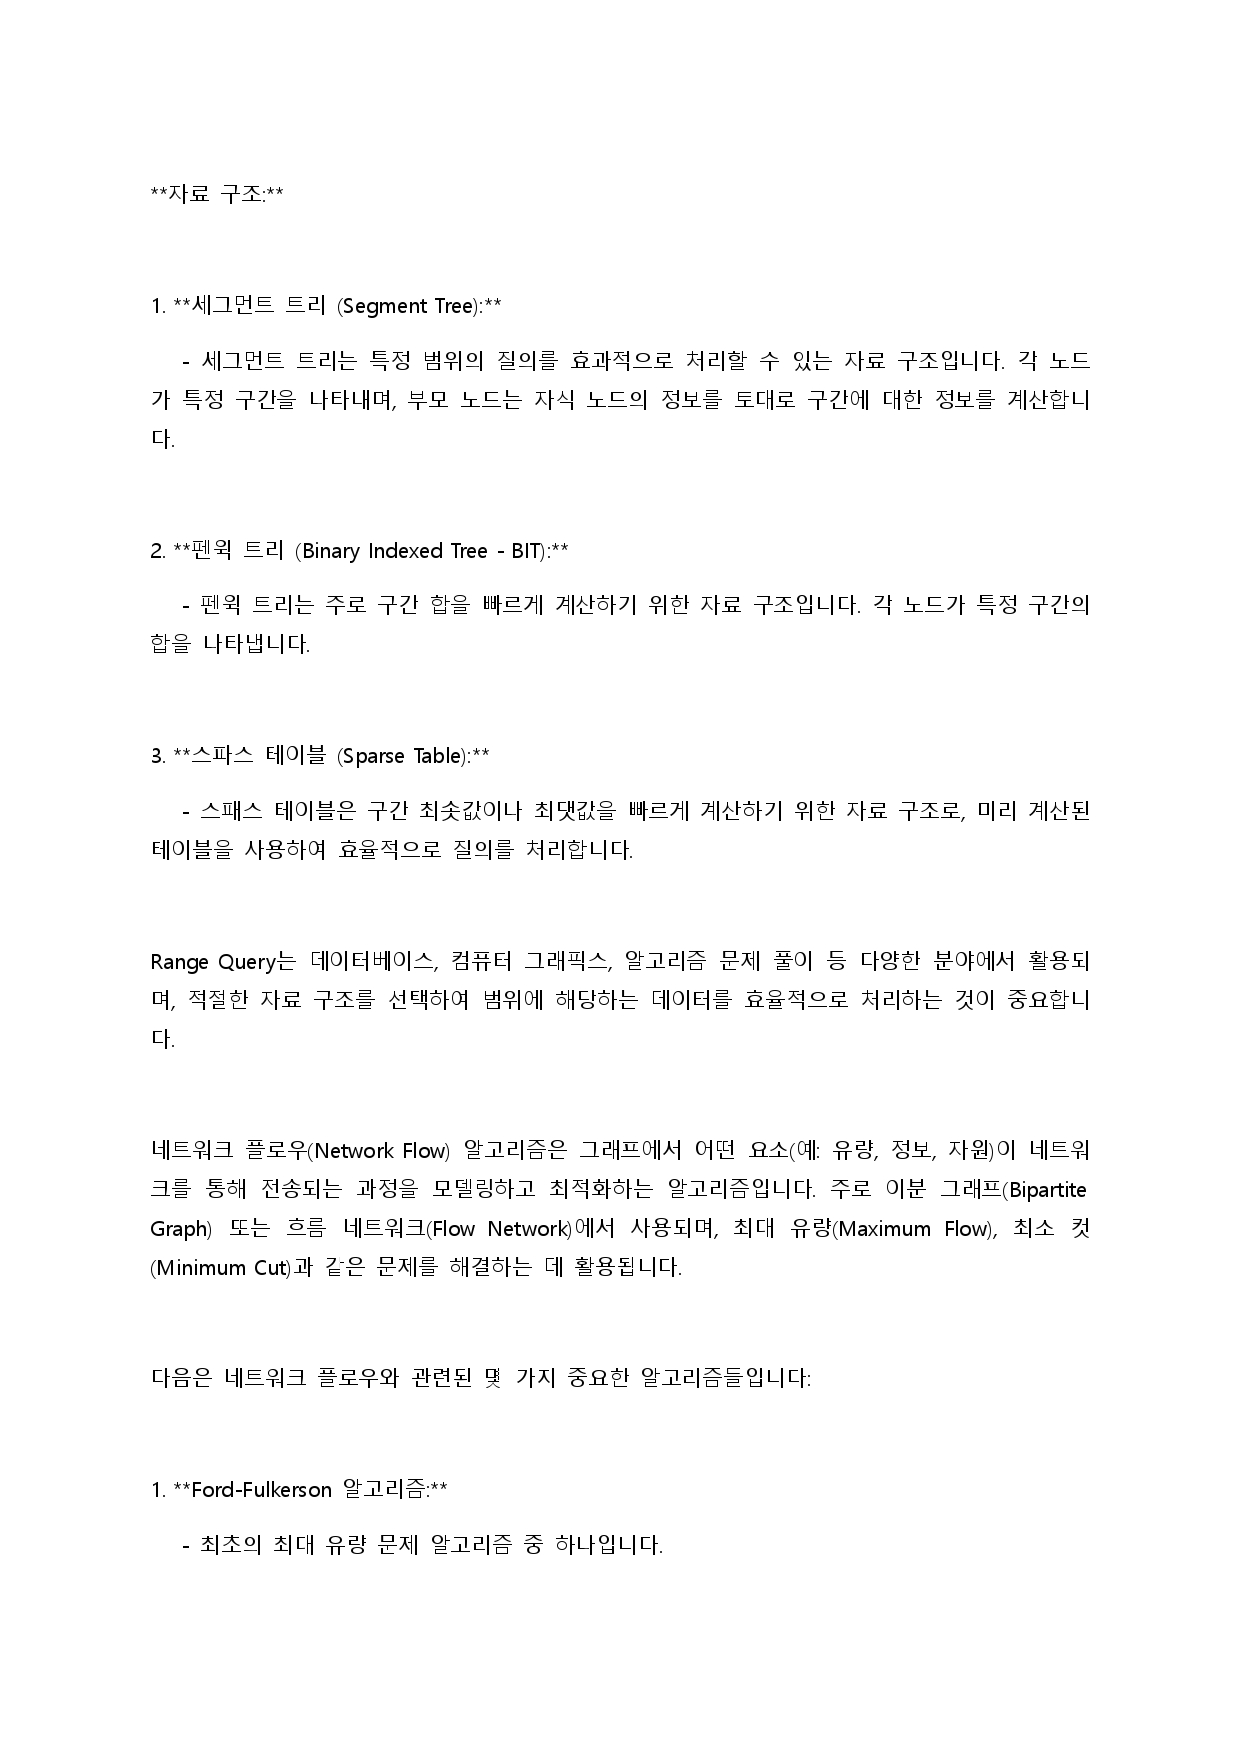 **자료 구조:**
1. **세그먼트 트리 (Segment Tree):**
- 세그먼트 트리는 특정 범위의 질의를 효과적으로 처리할 수 있는 자료 구조입니다. 각 노드
가 특정 구간을 나타내며, 부모 노드는 자식 노드의 정보를 토대로 구간에 대한 정보를 계산합니
다.
2. **펜윅 트리 (Binary Indexed Tree - BIT):**
- 펜윅 트리는 주로 구간 합을 빠르게 계산하기 위한 자료 구조입니다. 각 노드가 특정 구간의
합을 나타냅니다.
3. **스파스 테이블 (Sparse Table):**
- 스패스 테이블은 구간 최솟값이나 최댓값을 빠르게 계산하기 위한 자료 구조로, 미리 계산된
테이블을 사용하여 효율적으로 질의를 처리합니다.
Range Query는 데이터베이스, 컴퓨터 그래픽스, 알고리즘 문제 풀이 등 다양한 분야에서 활용되
며, 적절한 자료 구조를 선택하여 범위에 해당하는 데이터를 효율적으로 처리하는 것이 중요합니
다.
네트워크 플로우(Network Flow) 알고리즘은 그래프에서 어떤 요소(예: 유량, 정보, 자원)이 네트워
크를 통해 전송되는 과정을 모델링하고 최적화하는 알고리즘입니다. 주로 이분 그래프(Bipartite
Graph) 또는 흐름 네트워크(Flow Network)에서 사용되며, 최대 유량(Maximum Flow), 최소 컷
(Minimum Cut)과 같은 문제를 해결하는 데 활용됩니다.
다음은 네트워크 플로우와 관련된 몇 가지 중요한 알고리즘들입니다:
1. **Ford-Fulkerson 알고리즘:**
- 최초의 최대 유량 문제 알고리즘 중 하나입니다.